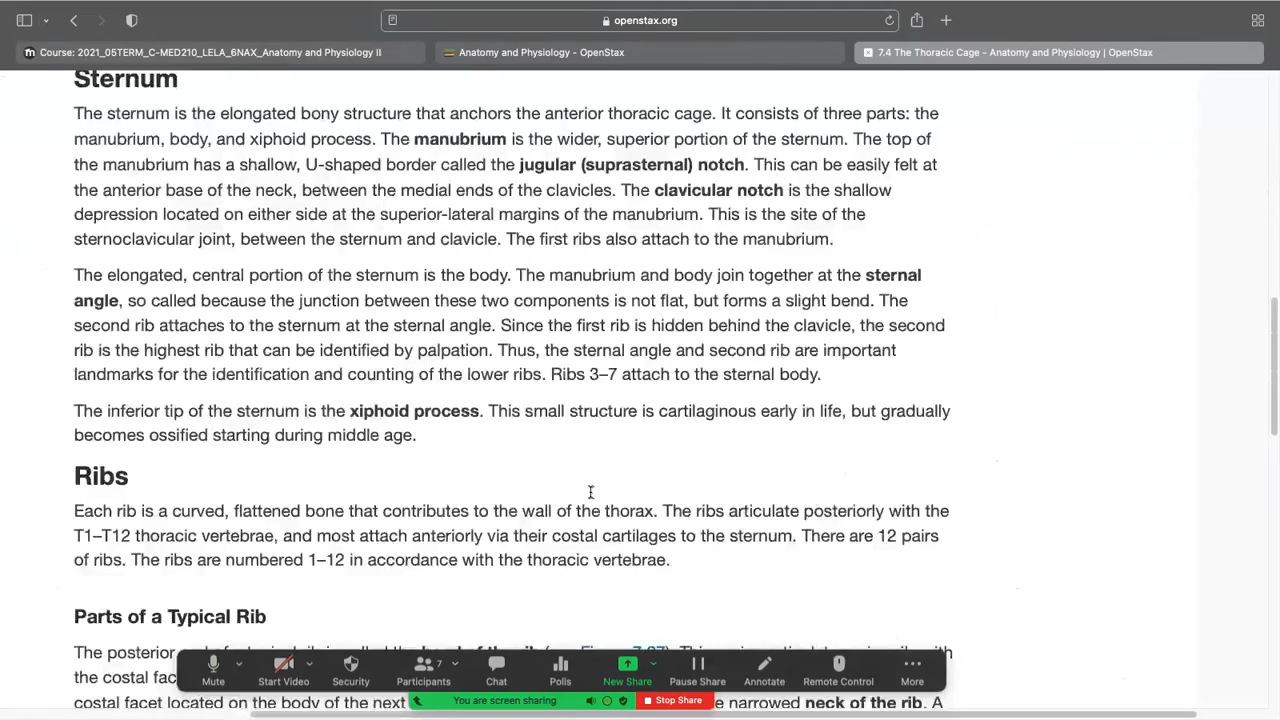 openstax.org
Course: 2021_05TERM_C-MED210_LELA_6NAX_Anatomy and Physiology II
Anatomy and Physiology - OpenStax
7.4 The Thoracic Cage - Anatomy and Physiology | OpenStax
Sternum
The sternum is the elongated bony structure that anchors the anterior thoracic cage. It consists of three parts: the
manubrium, body, and xiphoid process. The manubrium is the wider, superior portion of the sternum. The top of
the manubrium has a shallow, U-shaped border called the jugular (suprasternal) notch. This can be easily felt at
the anterior base of the neck, between the medial ends of the clavicles. The clavicular notch is the shallow
depression located on either side at the superior-lateral margins of the manubrium. This is the site of the
sternoclavicular joint, between the sternum and clavicle. The first ribs also attach to the manubrium.
The elongated, central portion of the sternum is the body. The manubrium and body join together at the sternal
angle, so called because the junction between these two components is not flat, but forms a slight bend. The
second rib attaches to the sternum at the sternal angle. Since the first rib is hidden behind the clavicle, the second
rib is the highest rib that can be identified by palpation. Thus, the sternal angle and second rib are important
landmarks for the identification and counting of the lower ribs. Ribs 3–7 attach to the sternal body.
The inferior tip of the sternum is the xiphoid process. This small structure is cartilaginous early in life, but gradually
becomes ossified starting during middle age.
Ribs
Each rib is a curved, flattened bone that contributes to the wall of the thorax. The ribs articulate posteriorly with the
T1–T12 thoracic vertebrae, and most attach anteriorly via their costal cartilages to the sternum. There are 12 pairs
of ribs. The ribs are numbered 1–12 in accordance with the thoracic vertebrae.
Parts of a Typical Rib
The posterior
the costal
costal facet located on the body of the next
narrowed neck of the rib. A
7
Mute
Start Video
Security
Participants
Chat
Polls
New Share
Pause Share
Annotate
Remote Control
More
You are screen sharing
Stop Share